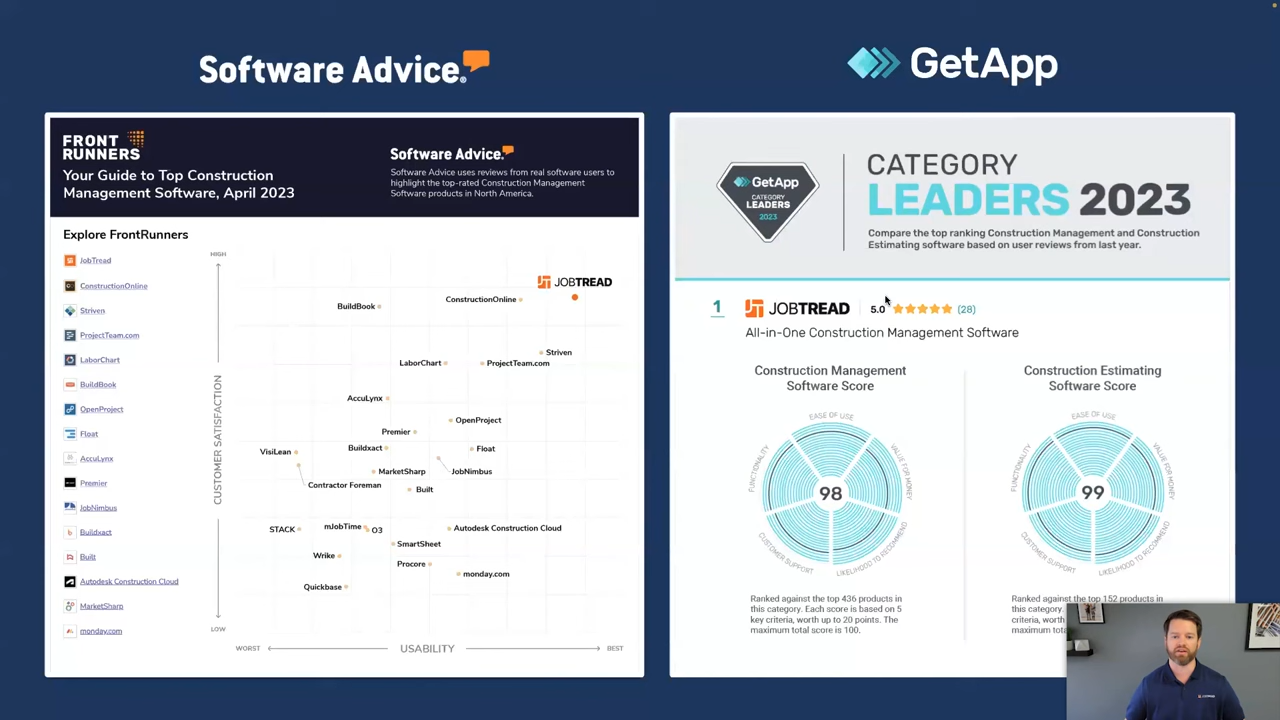 Software Advice.
GetApp
FRONT
RUNNERS
Your Guide to Top Construction
Management Software, April 2023
Software Advice.
Software Advice uses reviews from real software users to
highlight the top-rated Construction Management
Software products in North America.
Explore FrontRunners
JobTread
ConstructionOnline
Striven
ProjectTeam.com
LaborChart
BuildBook
OpenProject
Float
AccuLynx
Premier
JobNimbus
Buildxact
Built
Autodesk Construction Cloud
MarketSharp
monday.com
HIGH
CUSTOMER SATISFACTION
LOW
WORST
USABILITY
BEST
JOBTREAD
ConstructionOnline
BuildBook
Striven
LaborChart
ProjectTeam.com
AccuLynx
OpenProject
Premier
Buildxact
Float
VisiLean
MarketSharp
JobNimbus
Contractor Foreman
Built
STACK
mJobTime
O3
Autodesk Construction Cloud
SmartSheet
Wrike
Procore
monday.com
Quickbase
GetApp
CATEGORY
LEADERS
2023
CATEGORY
LEADERS 2023
Compare the top ranking Construction Management and Construction
Estimating software based on user reviews from last year.
1
JOBTREAD
5.0
(28)
All-in-One Construction Management Software
Construction Management
Software Score
EASE OF USE
VALUE FOR MONEY
LIKELIHOOD TO RECOMMEND
CUSTOMER SUPPORT
FUNCTIONALITY
98
Ranked against the top 436 products in
this category. Each score is based on 5
key criteria, worth up to 20 points. The
maximum total score is 100.
Construction Estimating
Software Score
EASE OF USE
VALUE FOR MONEY
LIKELIHOOD TO RECOMMEND
CUSTOMER SUPPORT
FUNCTIONALITY
99
Ranked against the top 152 products in
this category.
key criteria, worth
maximum